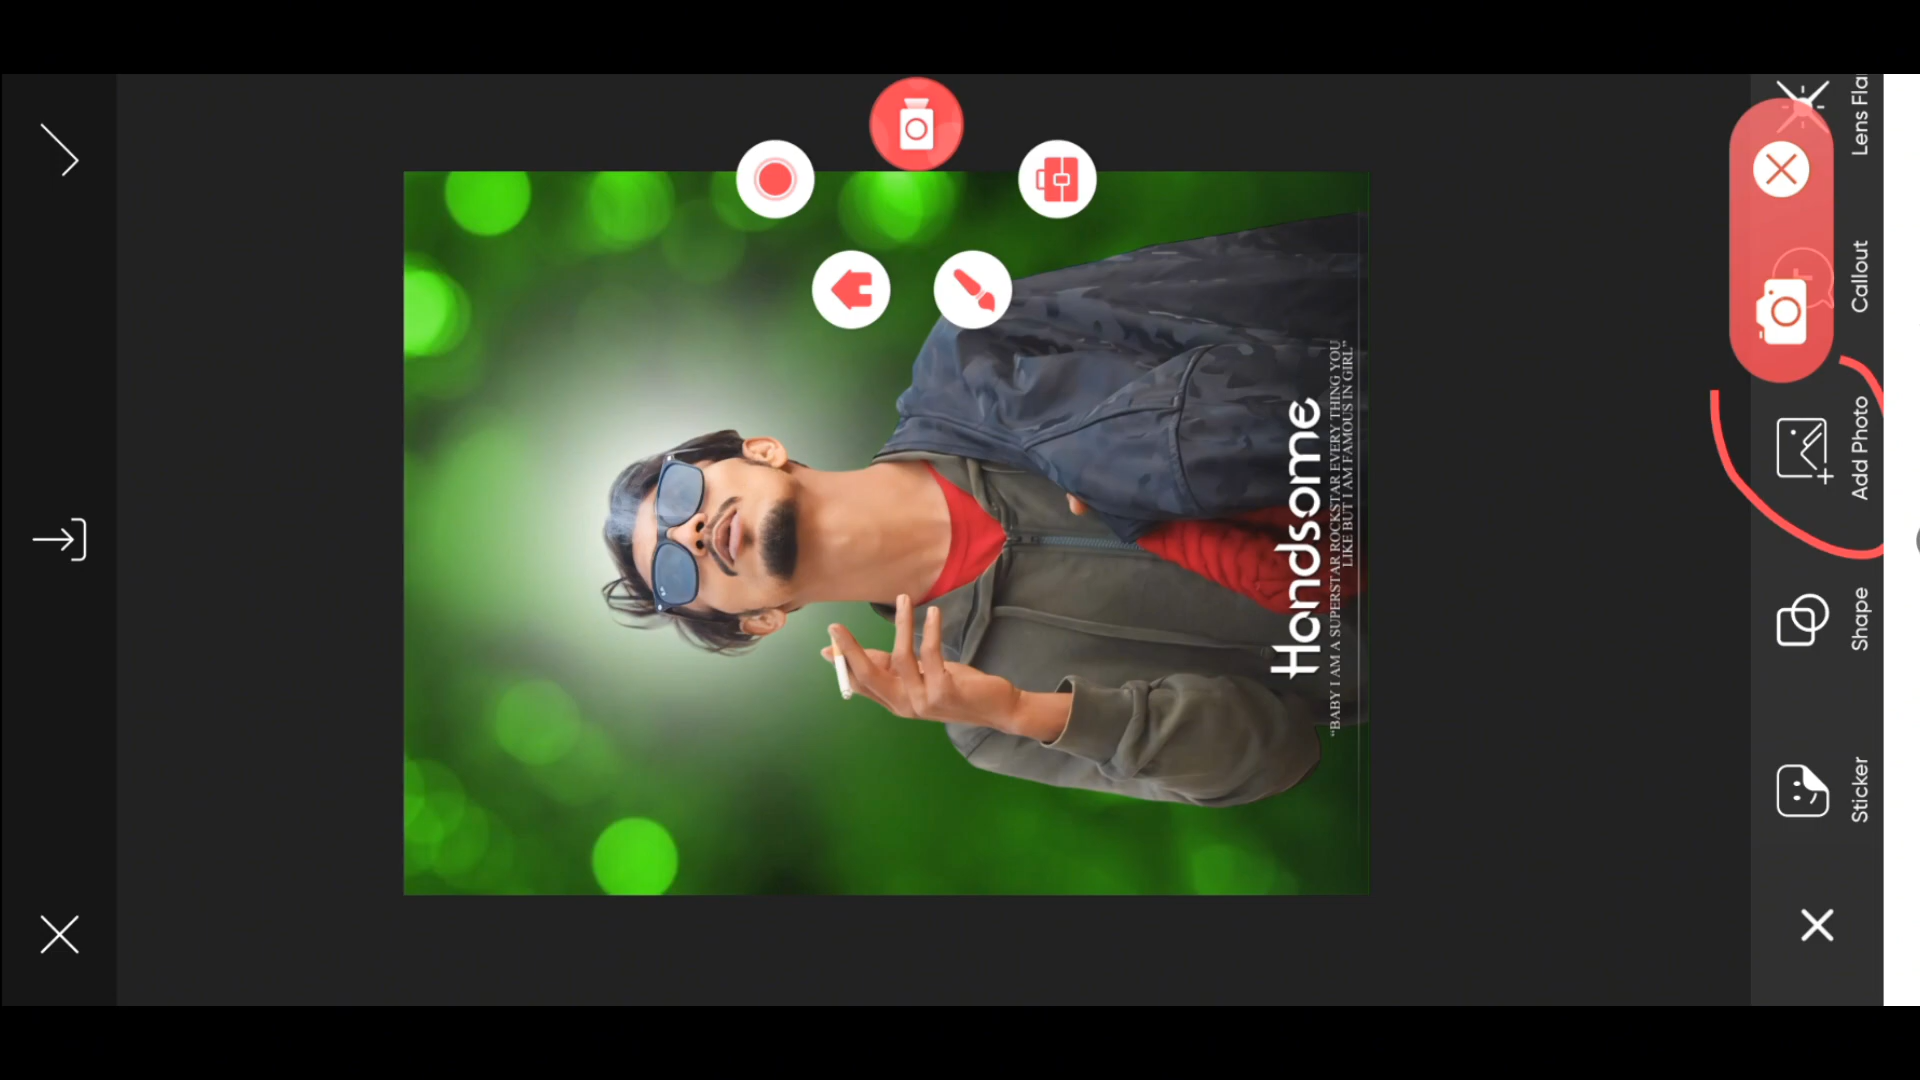 Handsome
"BABY I AM A SUPERSTAR ROCKSTAR EVERY THING YOU
LIKE BUT I AM FAMOUS IN GIRL"
Sticker
Shape
Add Photo
Callout
Lens Fla